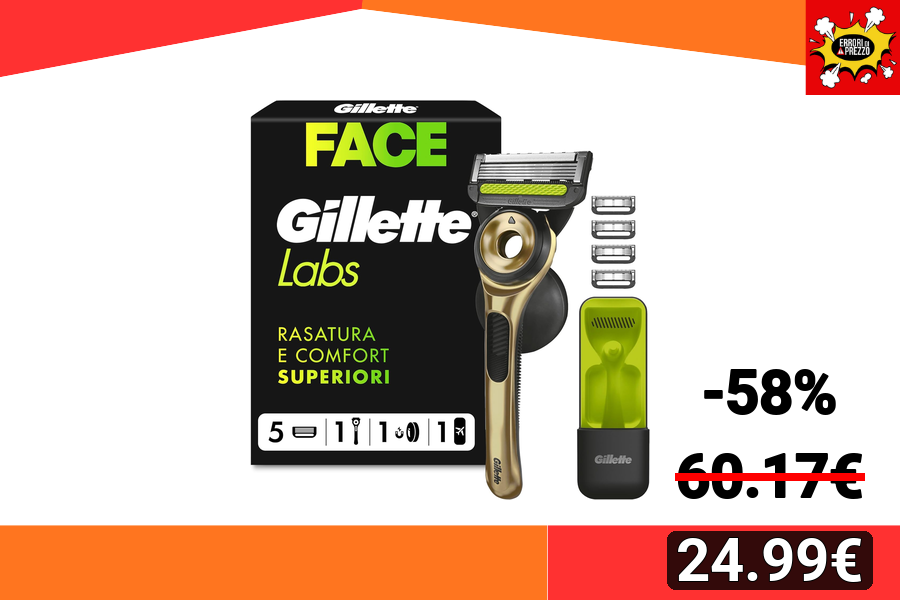 ERRORI DI
PREZZO
Gillette
FACE
Gillette®
Labs
RASATURA
E COMFORT
SUPERIORI
5 1 1 1
Gillette
Gillette
Gillette
-58%
60.17€
24.99€